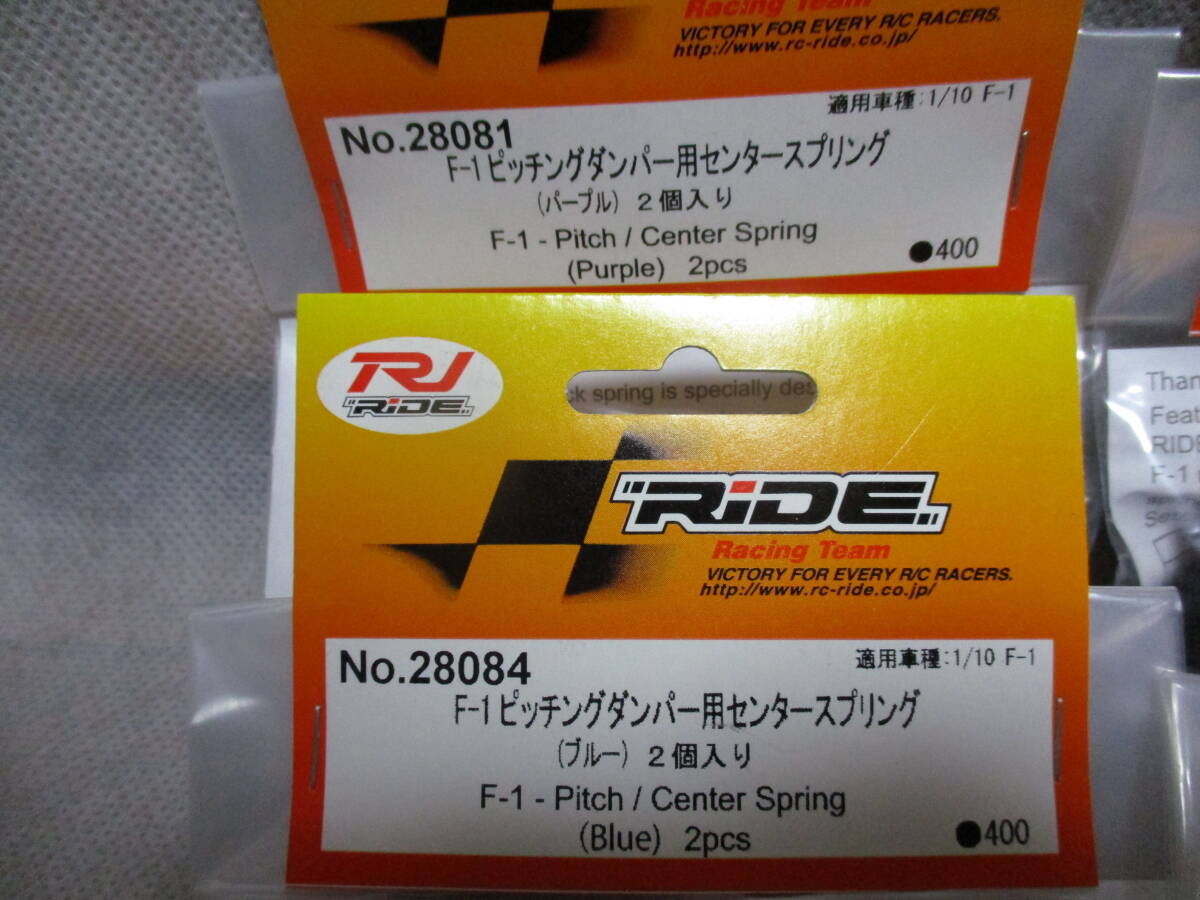 Racing Team
VICTORY FOR EVERY R/C RACERS.
http://www.rc-ride.co.jp/
適用車種:1/10 F-1
No.28081
F-1ピッチングダンパー用センタースプリング
(パープル) 2個入り
F-1 - Pitch / Center Spring
(Purple) 2pcs
●400
RJ
"RiDE"
ck spring is specially des
"RiDE"
Racing Team
VICTORY FOR EVERY R/C RACERS.
http://www.rc-ride.co.jp/
No.28084
適用車種:1/10 F-1
F-1ピッチングダンパー用センタースプリング
(ブルー) 2個入り
F-1 - Pitch / Center Spring
(Blue) 2pcs
●400
Than
Feat
RIDE
F-1